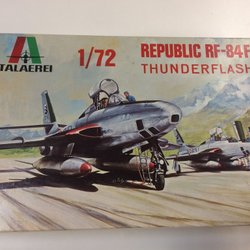 ITALAEREI
1/72
REPUBLIC RF-84F
THUNDERFLASH